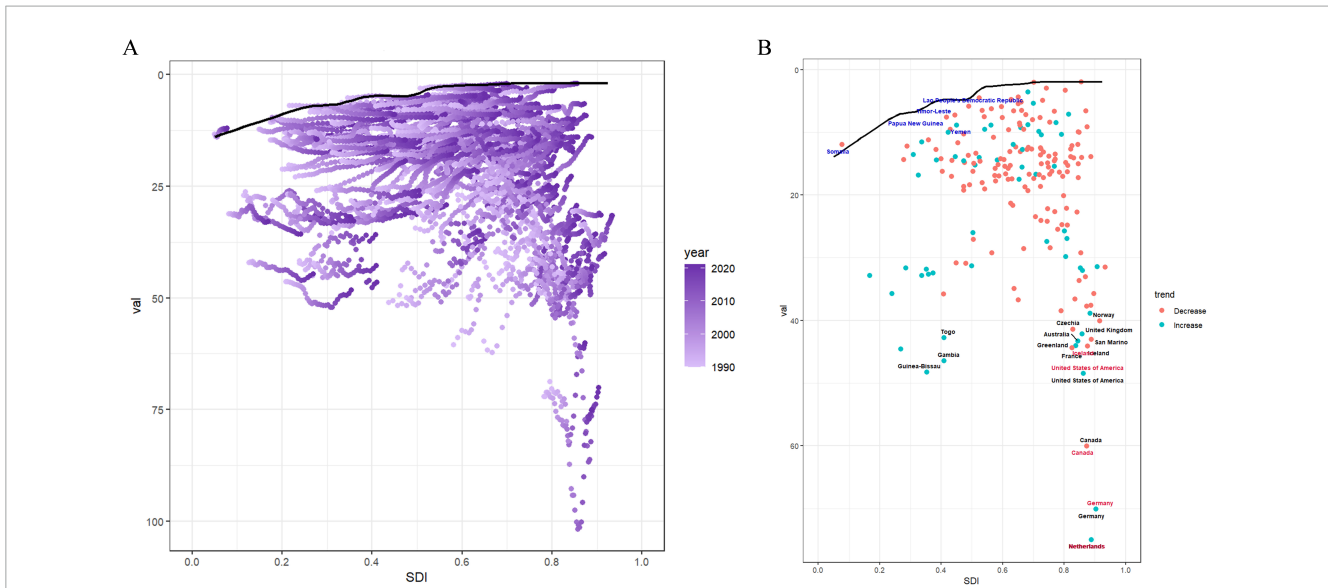 A
0
25
50
75
100
val
0.0
0.2
0.4
0.6
0.8
1.0
SDI
year
2020
2010
2000
1990
B
0
20
40
60
val
0.0
0.2
0.4
0.6
0.8
1.0
SDI
Lao People's Democratic Republic
Timor-Leste
Papua New Guinea
Yemen
Somalia
Togo
Gambia
Guinea-Bissau
Norway
Czechia
United Kingdom
Australia
San Marino
Greenland
Iceland
Ireland
France
United States of America
United States of America
Canada
Canada
Germany
Germany
Netherlands
trend
Decrease
Increase